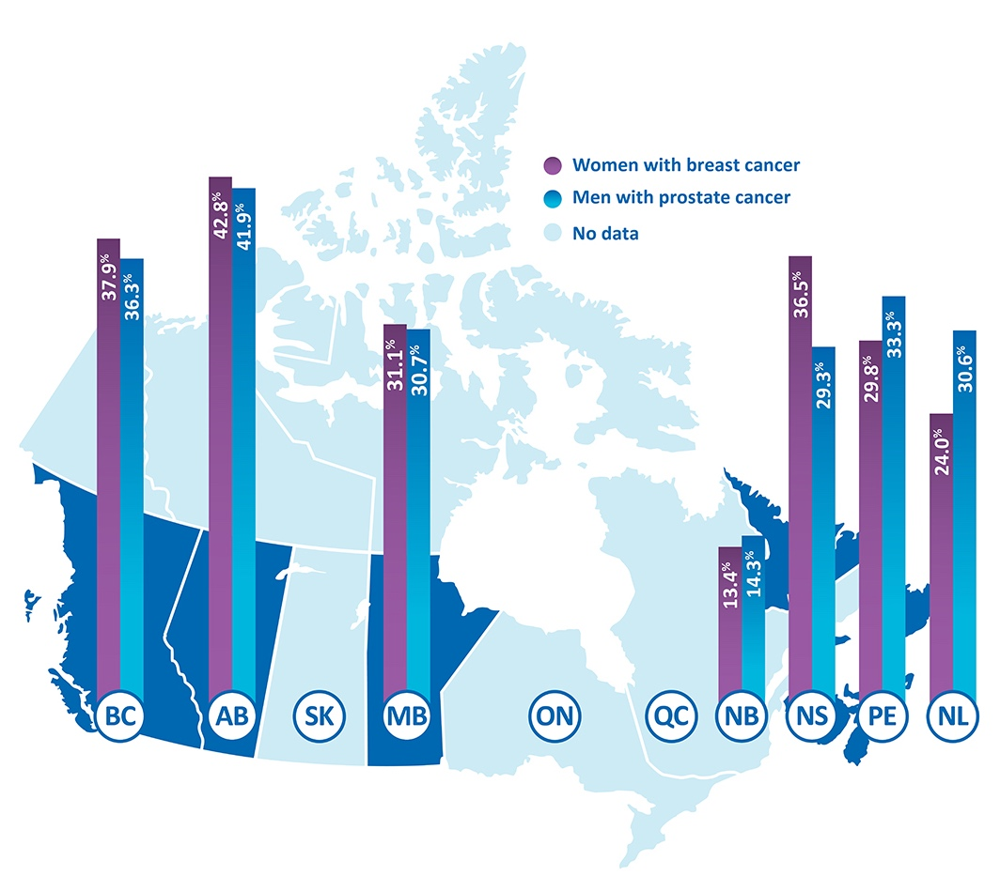 Women with breast cancer
Men with prostate cancer
No data
37.9%
36.3%
42.8%
41.9%
31.1%
30.7%
13.4%
14.3%
36.5%
29.3%
29.8%
33.3%
24.0%
30.6%
BC
AB
SK
MB
ON
QC
NB
NS
PE
NL